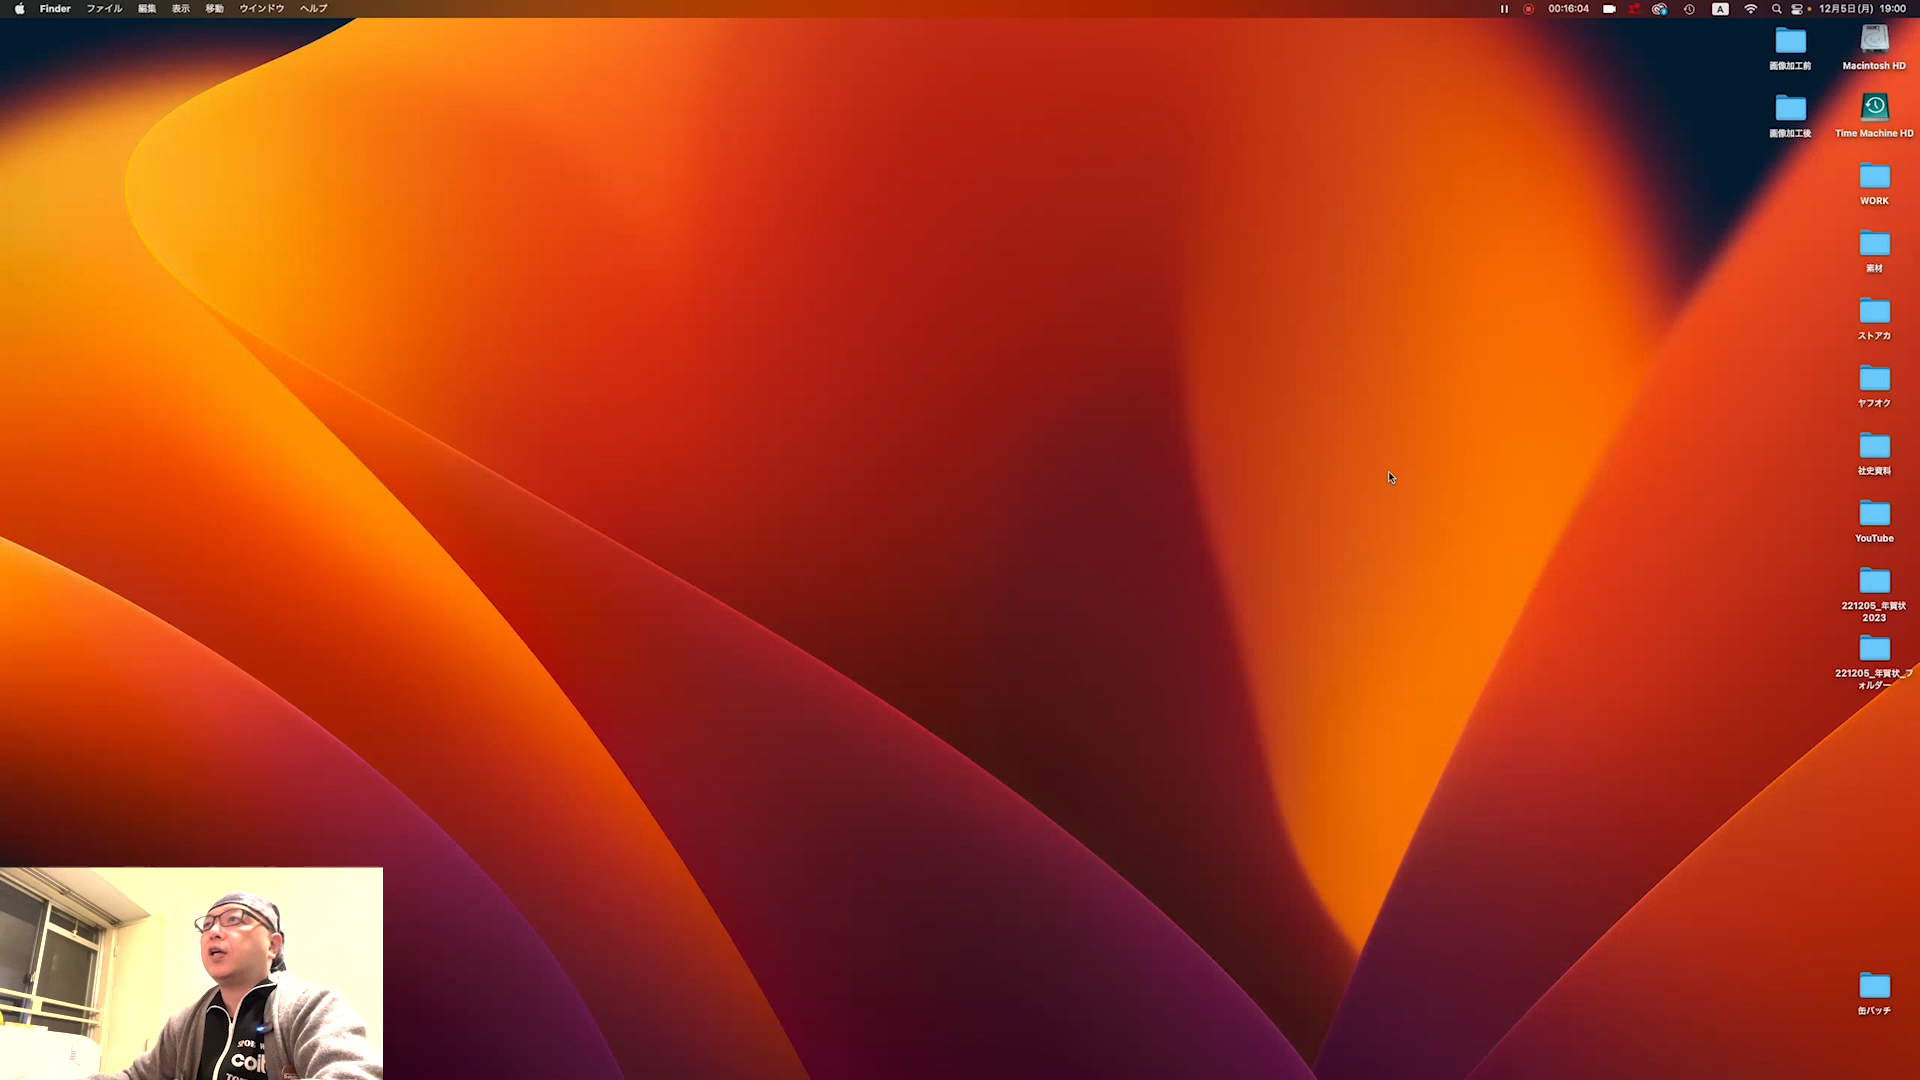 Finder ファイル 編集 表示 移動 ウインドウ ヘルプ
00:16:04 A 12月5日(月) 19:00
画像加工前
Macintosh HD
画像加工後
Time Machine HD
WORK
素材
ストアカ
ヤフオク
社史資料
YouTube
221205_年賀状
2023
221205_年賀状_フ
ォルダー
缶バッチ
coit